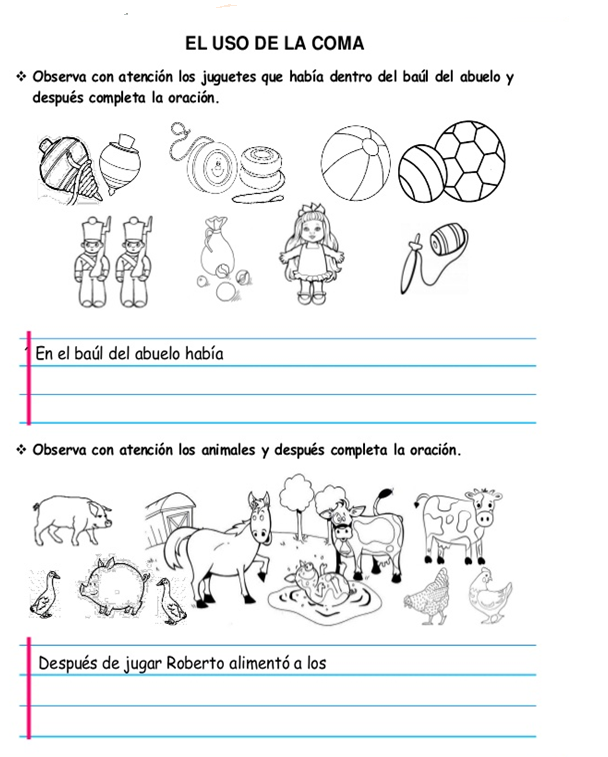 EL USO DE LA COMA
❖ Observa con atención los juguetes que había dentro del baúl del abuelo y
después completa la oración.
En el baúl del abuelo había
❖ Observa con atención los animales y después completa la oración.
Después de jugar Roberto alimentó a los